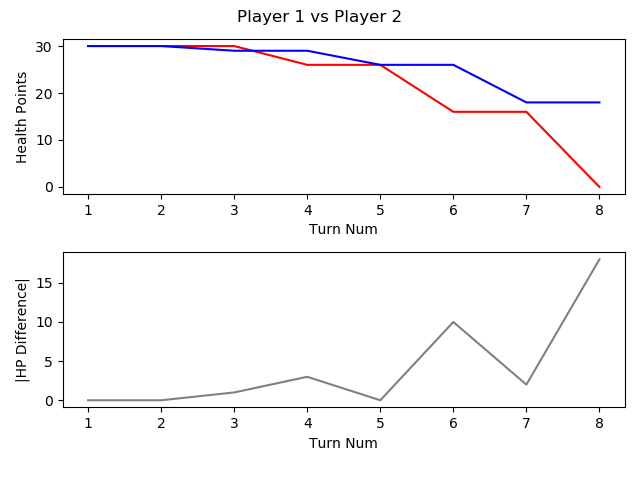 Player 1 vs Player 2
30
20
10
0
Health Points
1 2 3 4 5 6 7 8
Turn Num
15
10
5
0
|HP Difference|
1 2 3 4 5 6 7 8
Turn Num